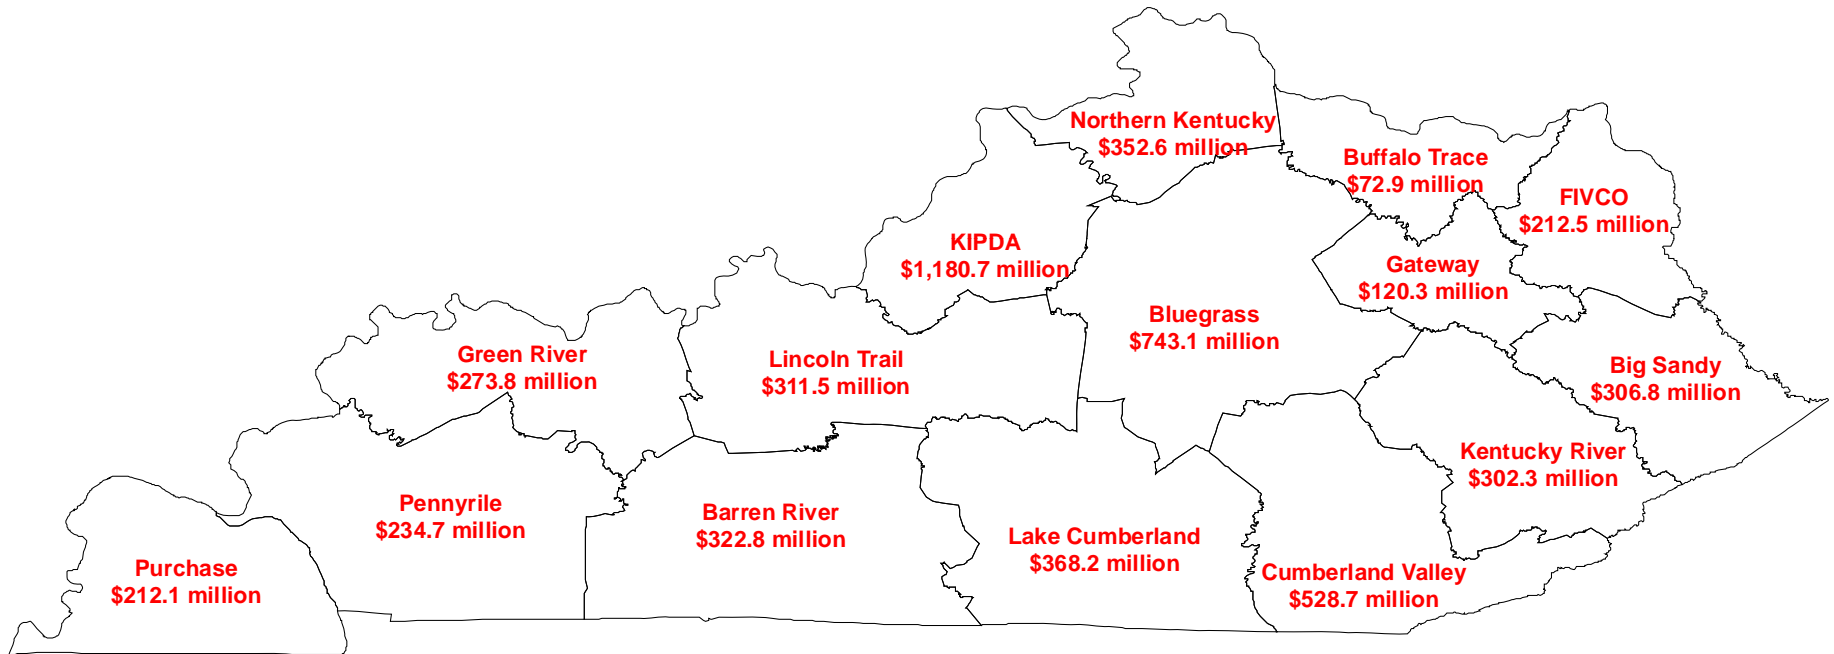 Northern Kentucky
$352.6 million
Buffalo Trace
$72.9 million
FIVCO
$212.5 million
KIPDA
$1,180.7 million
Gateway
$120.3 million
Bluegrass
$743.1 million
Green River
$273.8 million
Lincoln Trail
$311.5 million
Big Sandy
$306.8 million
Kentucky River
$302.3 million
Pennyrile
$234.7 million
Barren River
$322.8 million
Lake Cumberland
$368.2 million
Purchase
$212.1 million
Cumberland Valley
$528.7 million